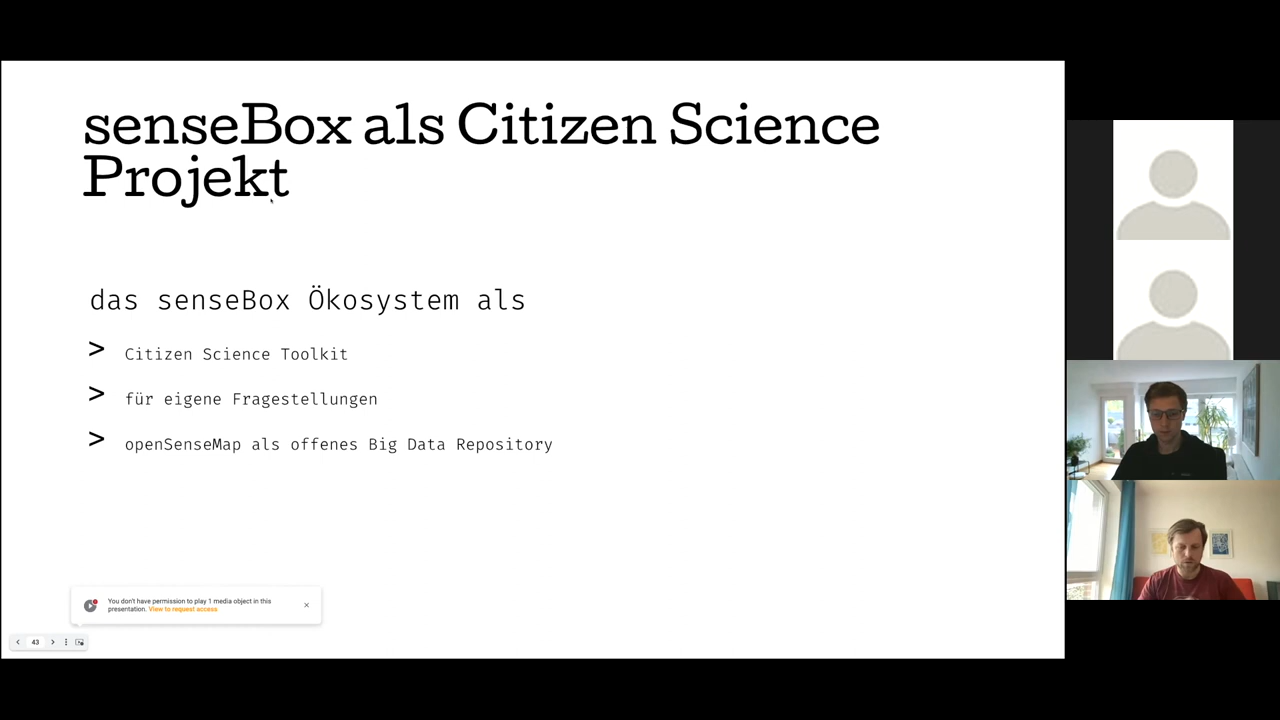 senseBox als Citizen Science
Projekt
das senseBox Ökosystem als
> Citizen Science Toolkit
> für eigene Fragestellungen
> openSenseMap als offenes Big Data Repository
You don't have permission to play 1 media object in this
presentation. View to request access
43